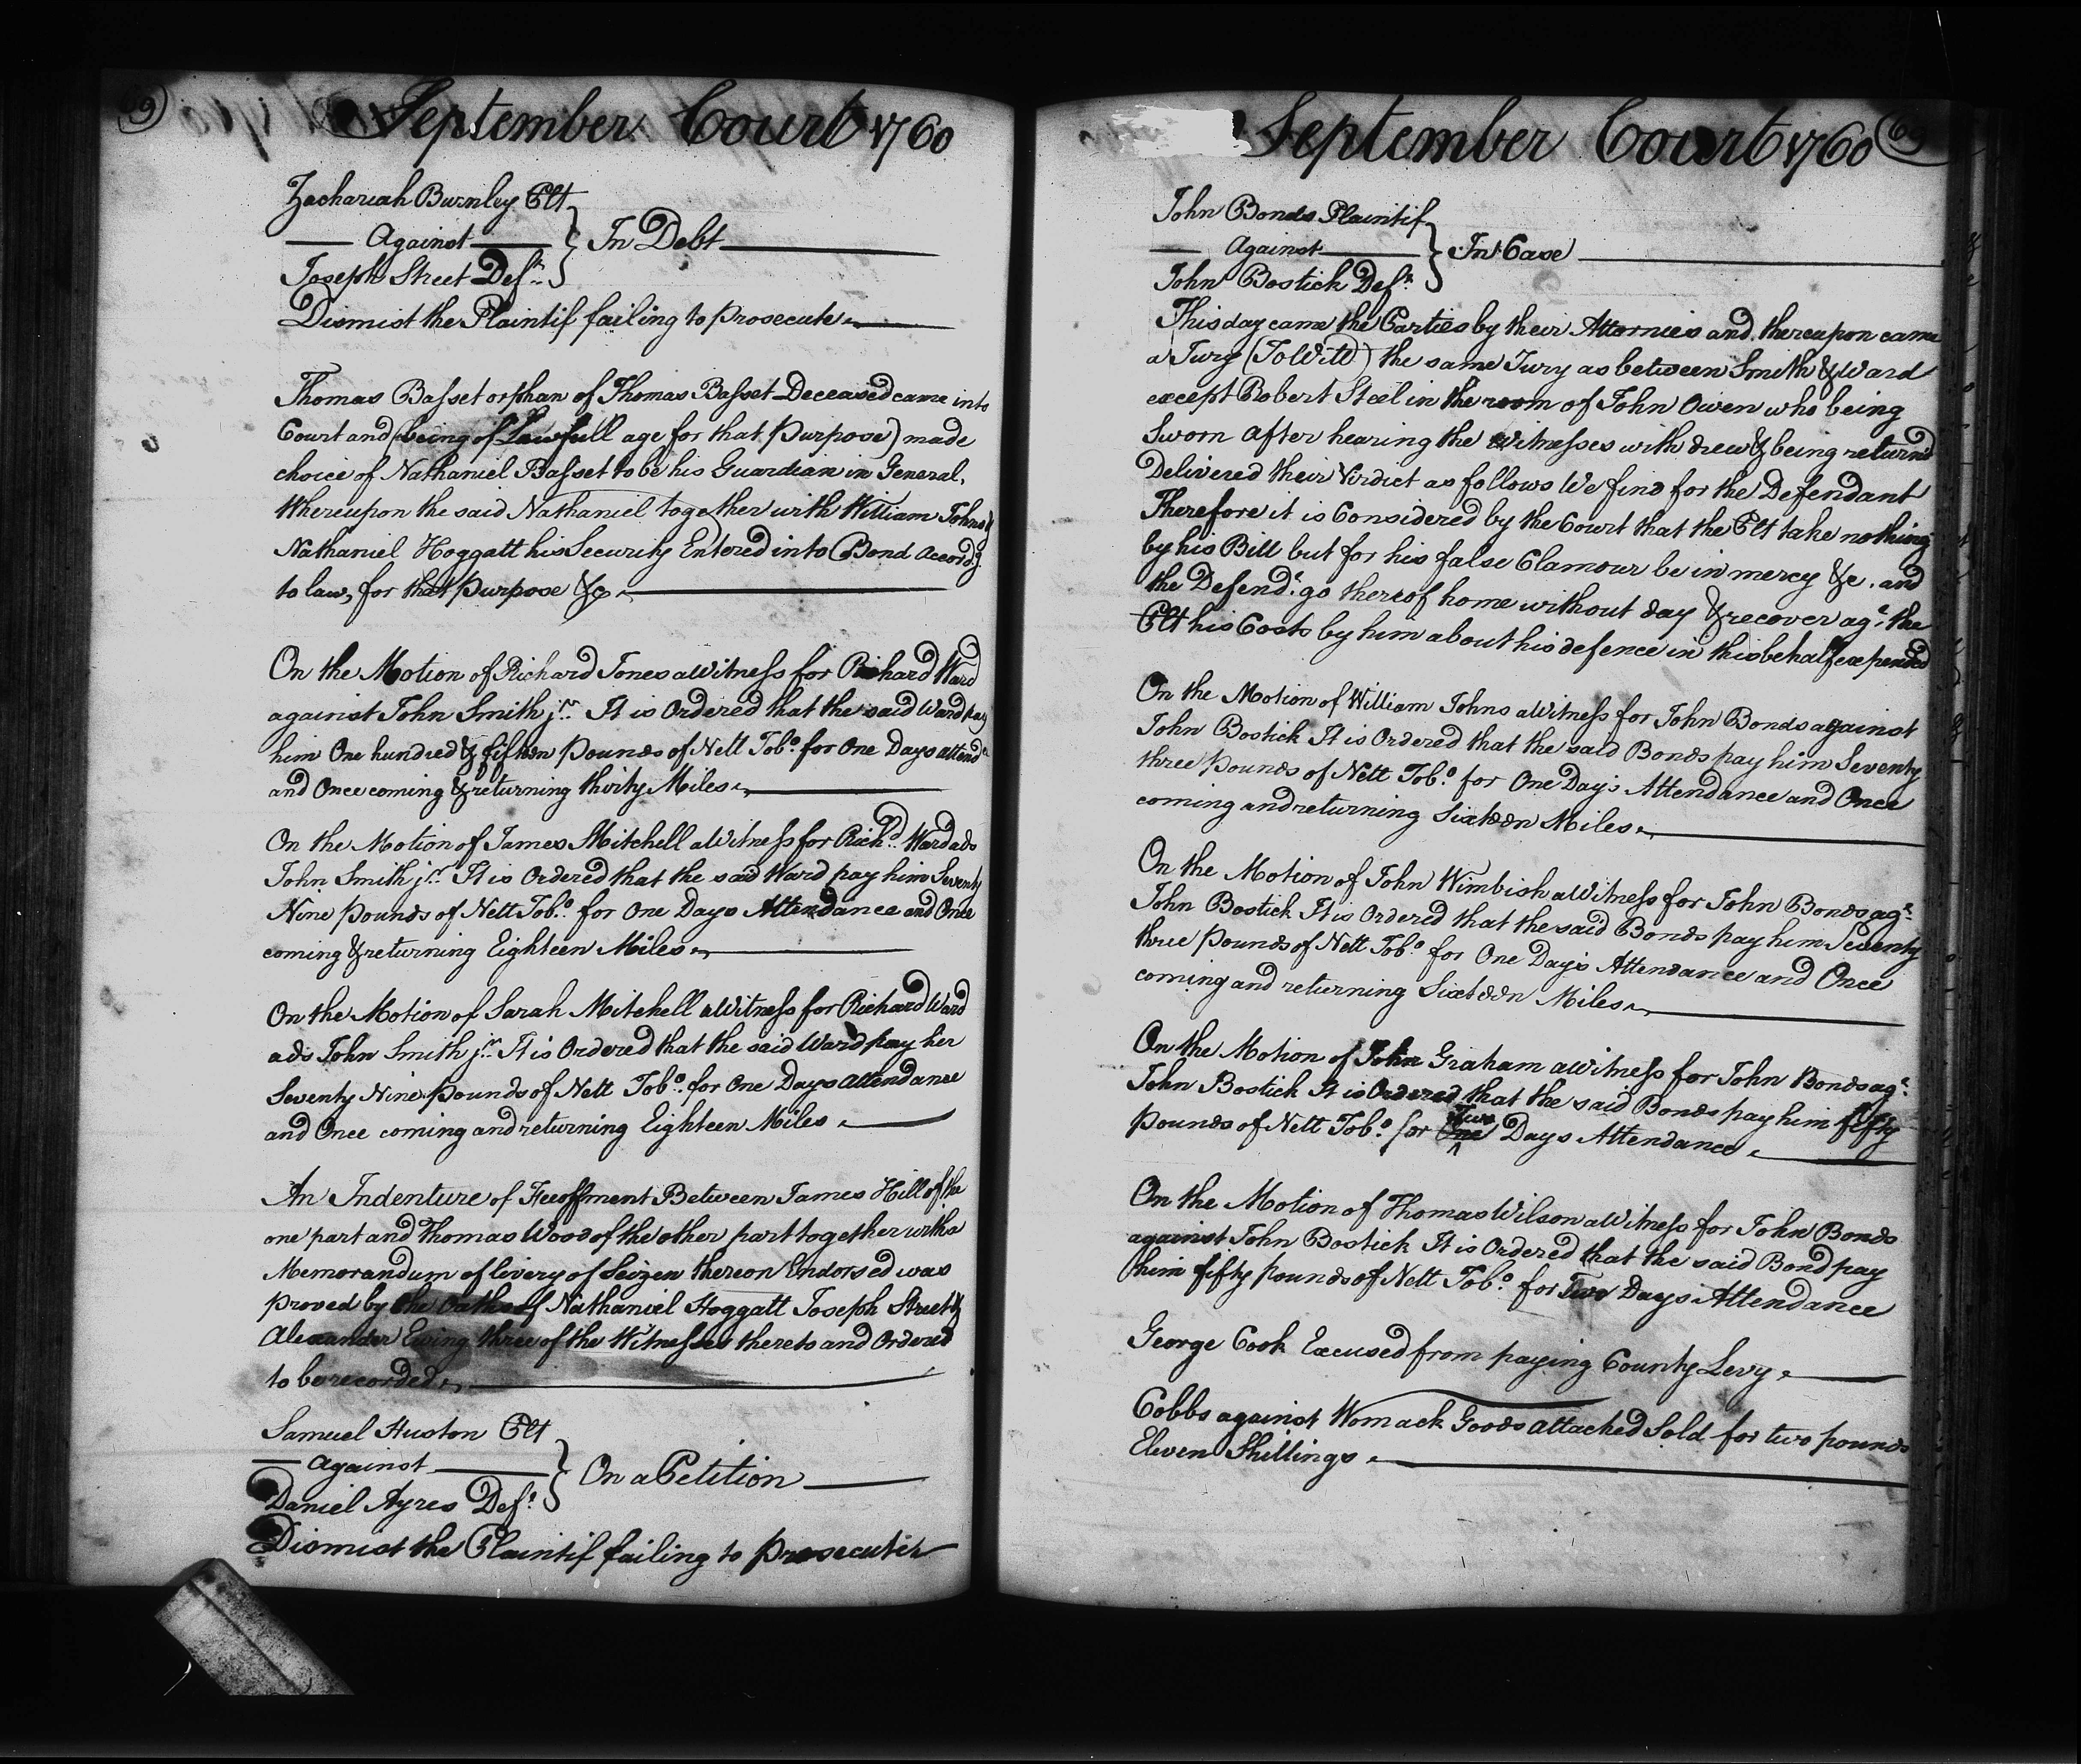 September Court 1760
Zachariah Burnley Plt
Against
In Debt
Joseph Street Deft
Dismist the Plaintif failing to prosecute
Thomas Basset orphan of Thomas Basset Deceased came into
Court and (being of Lawfull age for that Purpose) made
choice of Nathaniel Basset to be his Guardian in General,
thereupon the said Nathaniel together with William Johns &
Nathaniel Hoggatt his Security Entered into Bond Accordg.
to law, for that Purpose &c
On the Motion of Richard Jones a Witness for Richard Ward
against John Smith jr. It is Ordered that the said Ward pay
him One hundred & fifteen Pounds of Nett Tobo. for One Days attendce
and Once coming & returning thirty Miles
On the Motion of James Mitchell a Witness for Richd. Ward ads
John Smith jr. It is Ordered that the said Ward pay him Seventy
Nine Pounds of Nett Tobo. for One Days Attendance and Once
coming & returning Eighteen Miles
On the Motion of Sarah Mitchell a Witness for Richard Ward
ads John Smith jr. It is Ordered that the said Ward pay her
Seventy Nine Pounds of Nett Tobo. for One Days attendance
and Once coming and returning Eighteen Miles
An Indenture of Feoffment Between James Hill of the
one part and Thomas Wood of the other part together with a
Memorandum of livery of Seizen thereon Endorsed was
proved by the Oaths of Nathaniel Hoggatt Joseph Street &
Alexander Ewing three of the Witnesses thereto and Ordered
to be recorded
Samuel Huston Plt
Against
On a Petition
Daniel Ayres Deft.
Dismist the Plaintif failing to prosecute
September Court 1760
John Bonds Plaintif
Against
In Case
John Bostick Deft.
This day came the Parties by their Attornies and thereupon came
a Jury (To Witt) the same Jury as between Smith & Ward
except Robert Steel in the room of John Owen who being
Sworn after hearing the Witnesses with drew & being return'd
Delivered their Virdict as follows We find for the Defendant
Therefore it is Considered by the Court that the Plt take nothing
by his Bill but for his false Clamour be in mercy &c. and
the Defendt. go thereof home without day & recover agt. the
Plt his Costs by him about his defence in this behalf expended
On the Motion of William Johns a Witness for John Bonds against
John Bostick It is Ordered that the said Bonds pay him Seventy
three Pounds of Nett Tobo. for One Days Attendance and Once
coming and returning Sixteen Miles
On the Motion of John Wimbish a Witness for John Bonds agt.
John Bostick It is Ordered that the said Bonds pay him Seventy
three Pounds of Nett Tobo. for One Day's Attendance and Once
coming and returning Sixteen Miles
On the Motion of John Graham a Witness for John Bonds agt.
John Bostick It is Ordered that the said Bonds pay him fifty
Two
Pounds of Nett Tobo. for One Days Attendance
On the Motion of Thomas Wilson a Witness for John Bonds
against John Bostick It is Ordered that the said Bond pay
him fifty Pounds of Nett Tobo. for Two Days Attendance
George Cook Excused from paying County Levy
Cobbs against Womack Goods attached Sold for two pounds
Eleven Shillings